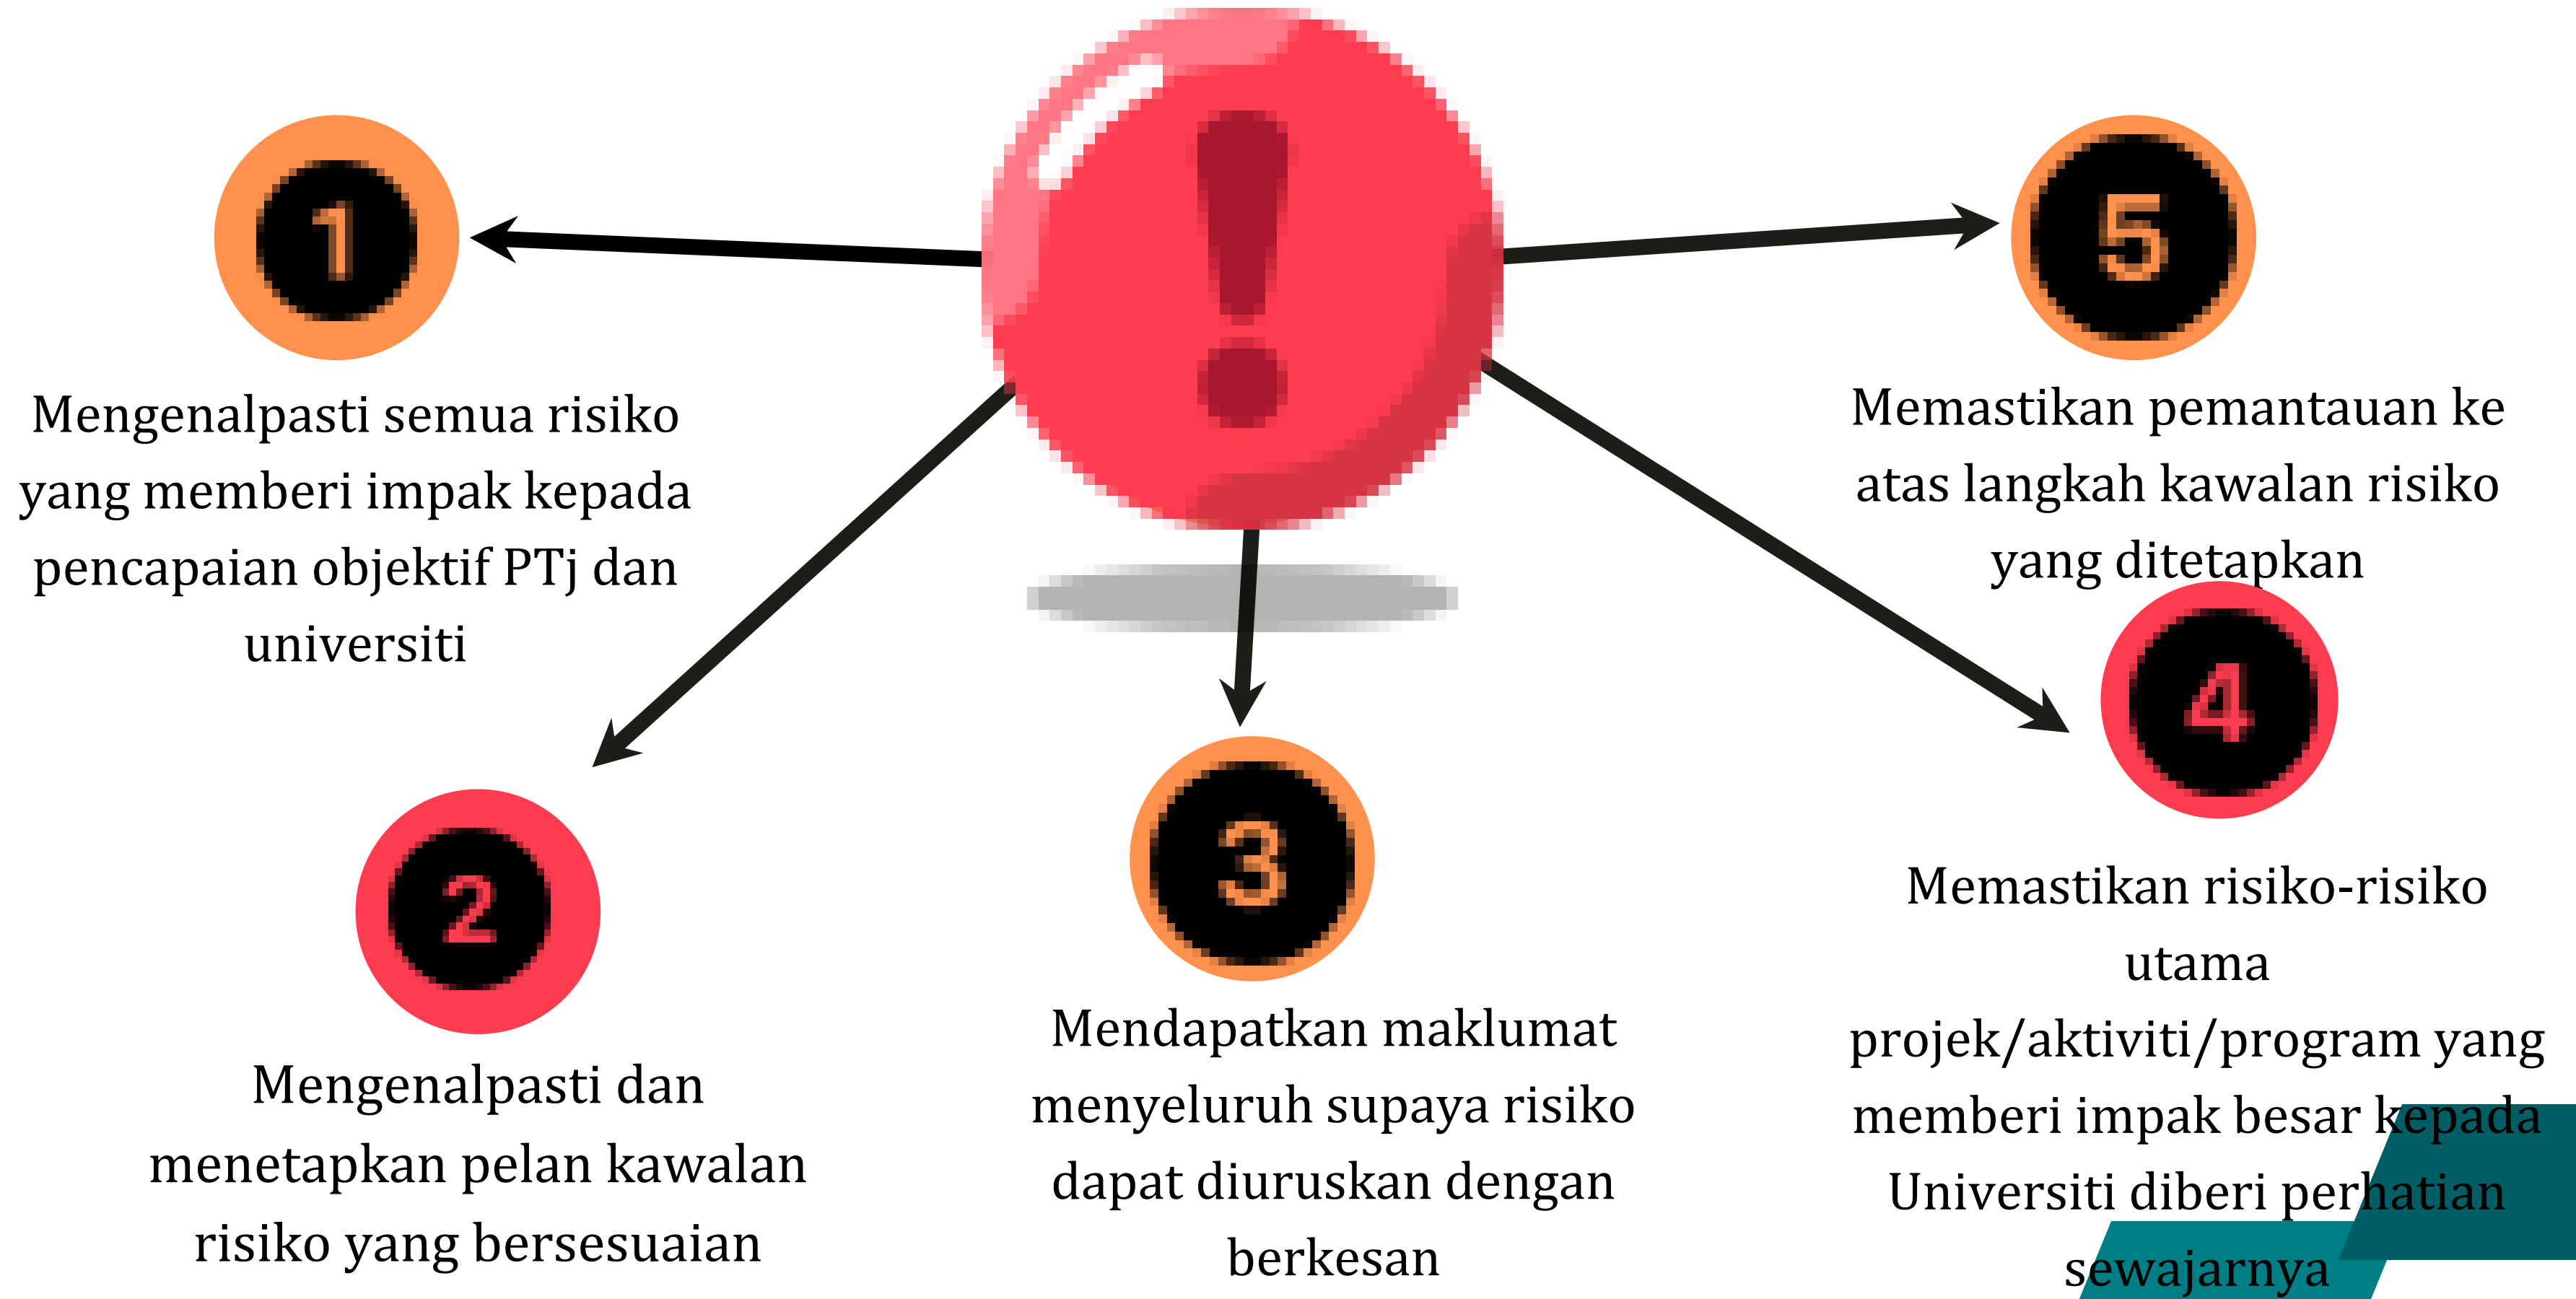 1
Mengenalpasti semua risiko
yang memberi impak kepada
pencapaian objektif PTj dan
universiti
2
Mengenalpasti dan
menetapkan pelan kawalan
risiko yang bersesuaian
3
Mendapatkan maklumat
menyeluruh supaya risiko
dapat diuruskan dengan
berkesan
4
Memastikan risiko-risiko
utama
projek/aktiviti/program yang
memberi impak besar kepada
Universiti diberi perhatian
sewajarnya
5
Memastikan pemantauan ke
atas langkah kawalan risiko
yang ditetapkan
!